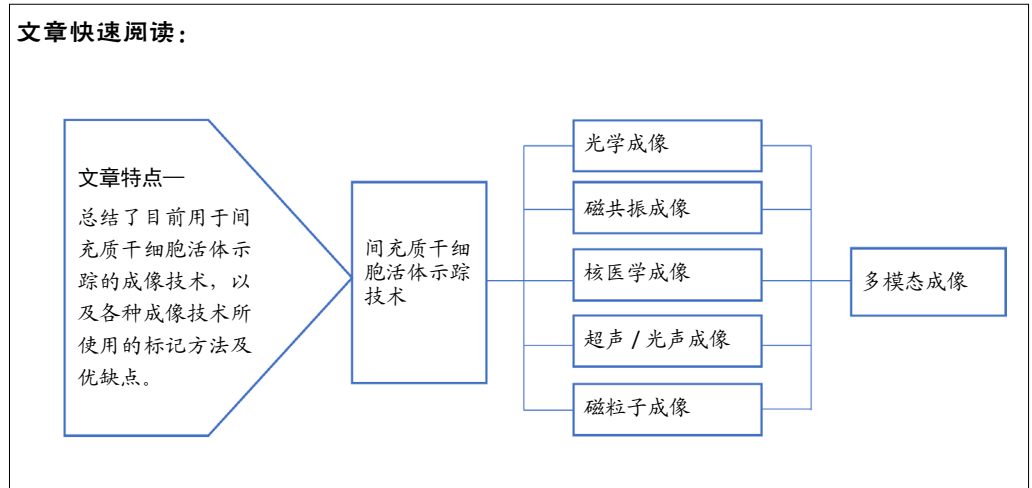 文章快速阅读：
文章特点—
总结了目前用于间
充质干细胞活体示
踪的成像技术，以
及各种成像技术所
使用的标记方法及
优缺点。
间充质干细
胞活体示踪
技术
光学成像
磁共振成像
核医学成像
超声 / 光声成像
磁粒子成像
多模态成像